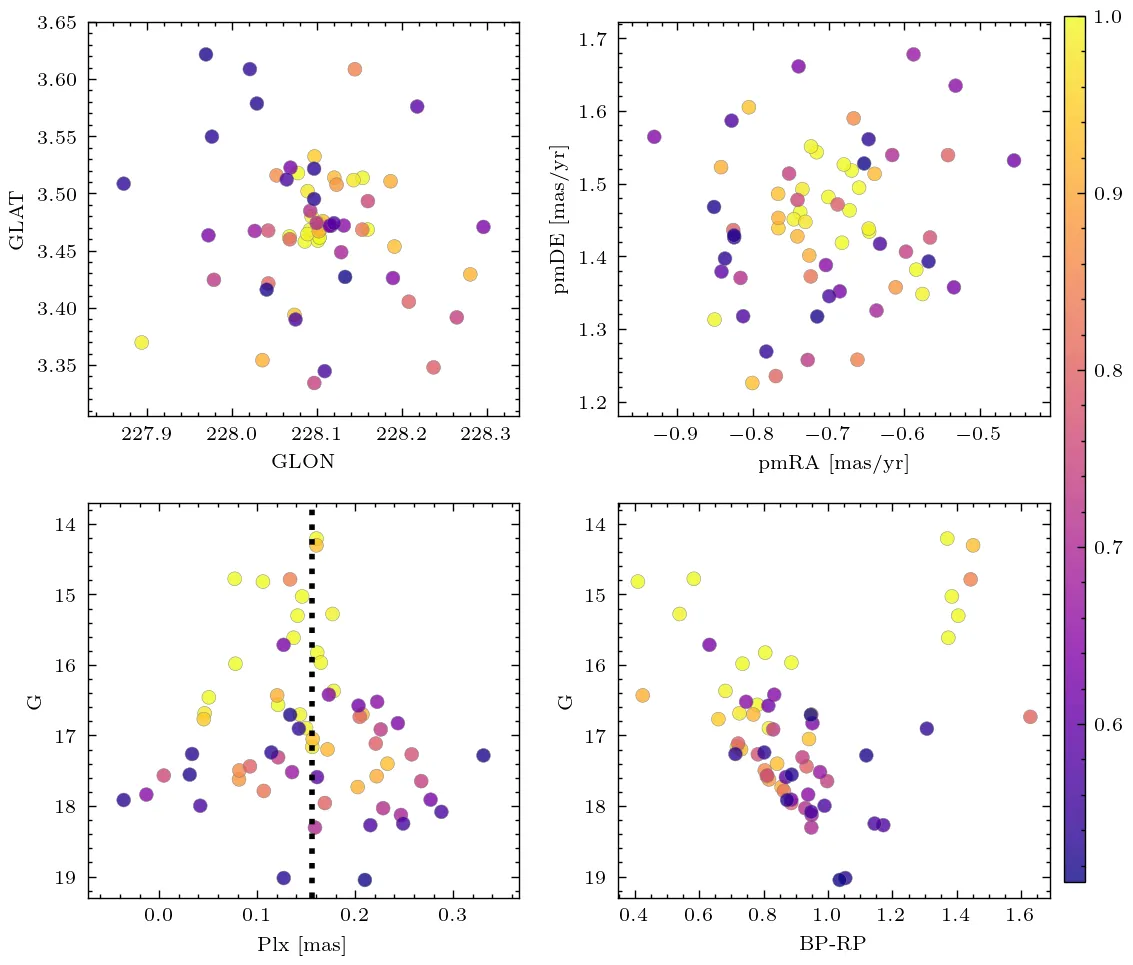 3.65
3.60
3.55
3.50
3.45
3.40
3.35
GLAT
227.9 228.0 228.1 228.2 228.3
GLON
1.7
1.6
1.5
1.4
1.3
1.2
pmDE [mas/yr]
−0.9 −0.8 −0.7 −0.6 −0.5
pmRA [mas/yr]
1.0
0.9
0.8
0.7
0.6
14
15
16
17
18
19
G
0.0 0.1 0.2 0.3
Plx [mas]
14
15
16
17
18
19
G
0.4 0.6 0.8 1.0 1.2 1.4 1.6
BP-RP